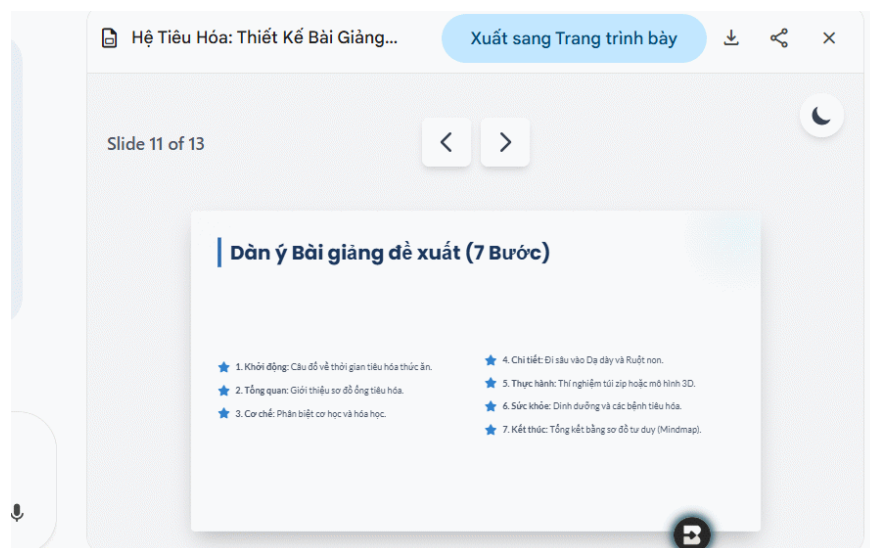 Hệ Tiêu Hóa: Thiết Kế Bài Giảng...
Xuất sang Trang trình bày
Slide 11 of 13
Dàn ý Bài giảng đề xuất (7 Bước)
1. Khởi động: Câu đố về thời gian tiêu hóa thức ăn.
2. Tổng quan: Giới thiệu sơ đồ ống tiêu hóa.
3. Cơ chế: Phân biệt cơ học và hóa học.
4. Chi tiết: Đi sâu vào Dạ dày và Ruột non.
5. Thực hành: Thí nghiệm túi zip hoặc mô hình 3D.
6. Sức khỏe: Dinh dưỡng và các bệnh tiêu hóa.
7. Kết thúc: Tổng kết bằng sơ đồ tư duy (Mindmap).